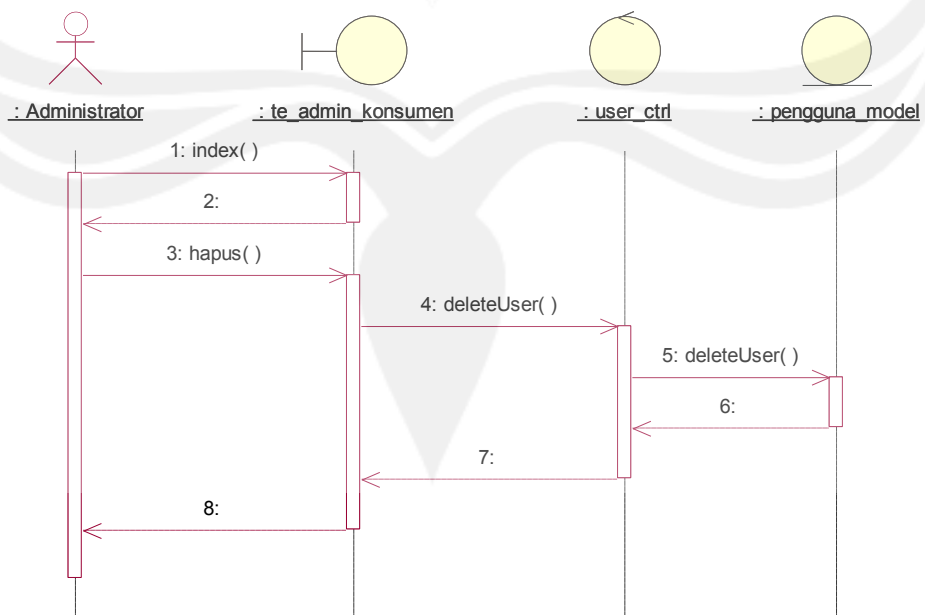 : Administrator
: te_admin_konsumen
: user_ctrl
: pengguna_model
1: index( )
2:
3: hapus( )
4: deleteUser( )
5: deleteUser( )
6:
7:
8: